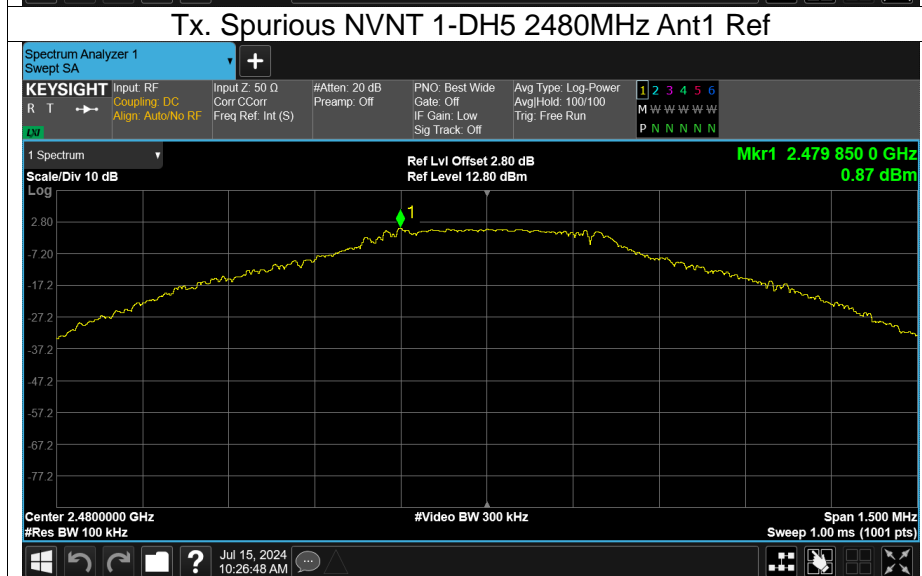 Tx. Spurious NVNT 1-DH5 2480MHz Ant1 Ref
Spectrum Analyzer 1
Swept SA
+
KEYSIGHT
R T
LXI
Input: RF
Coupling: DC
Align: Auto/No RF
Input Z: 50 Ω
Corr CCorr
Freq Ref: Int (S)
#Atten: 20 dB
Preamp: Off
PNO: Best Wide
Gate: Off
IF Gain: Low
Sig Track: Off
Avg Type: Log-Power
Avg|Hold: 100/100
Trig: Free Run
1 2 3 4 5 6
M W W W W W
P N N N N N
1 Spectrum
Scale/Div 10 dB
Ref Lvl Offset 2.80 dB
Ref Level 12.80 dBm
Mkr1 2.479 850 0 GHz
0.87 dBm
Log
1
2.80
-7.20
-17.2
-27.2
-37.2
-47.2
-57.2
-67.2
-77.2
Center 2.4800000 GHz
#Res BW 100 kHz
#Video BW 300 kHz
Span 1.500 MHz
Sweep 1.00 ms (1001 pts)
?
Jul 15, 2024
10:26:48 AM